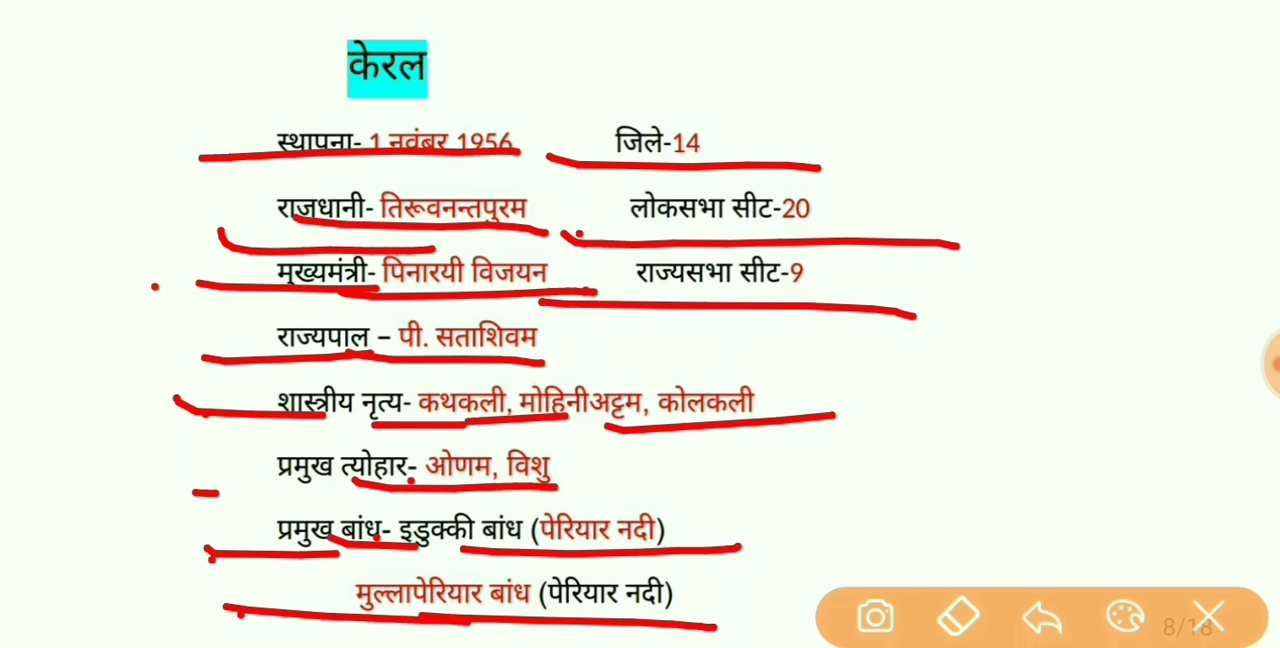 केरल
स्थापना- 1 नवंबर 1956 जिले-14
राजधानी- तिरूवनन्तपुरम लोकसभा सीट-20
मुख्यमंत्री- पिनारयी विजयन राज्यसभा सीट-9
राज्यपाल – पी. सताशिवम
शास्त्रीय नृत्य- कथकली, मोहिनीअट्टम, कोलकली
प्रमुख त्योहार- ओणम, विशु
प्रमुख बांध- इडुक्की बांध (पेरियार नदी)
मुल्लापेरियार बांध (पेरियार नदी)
8/18